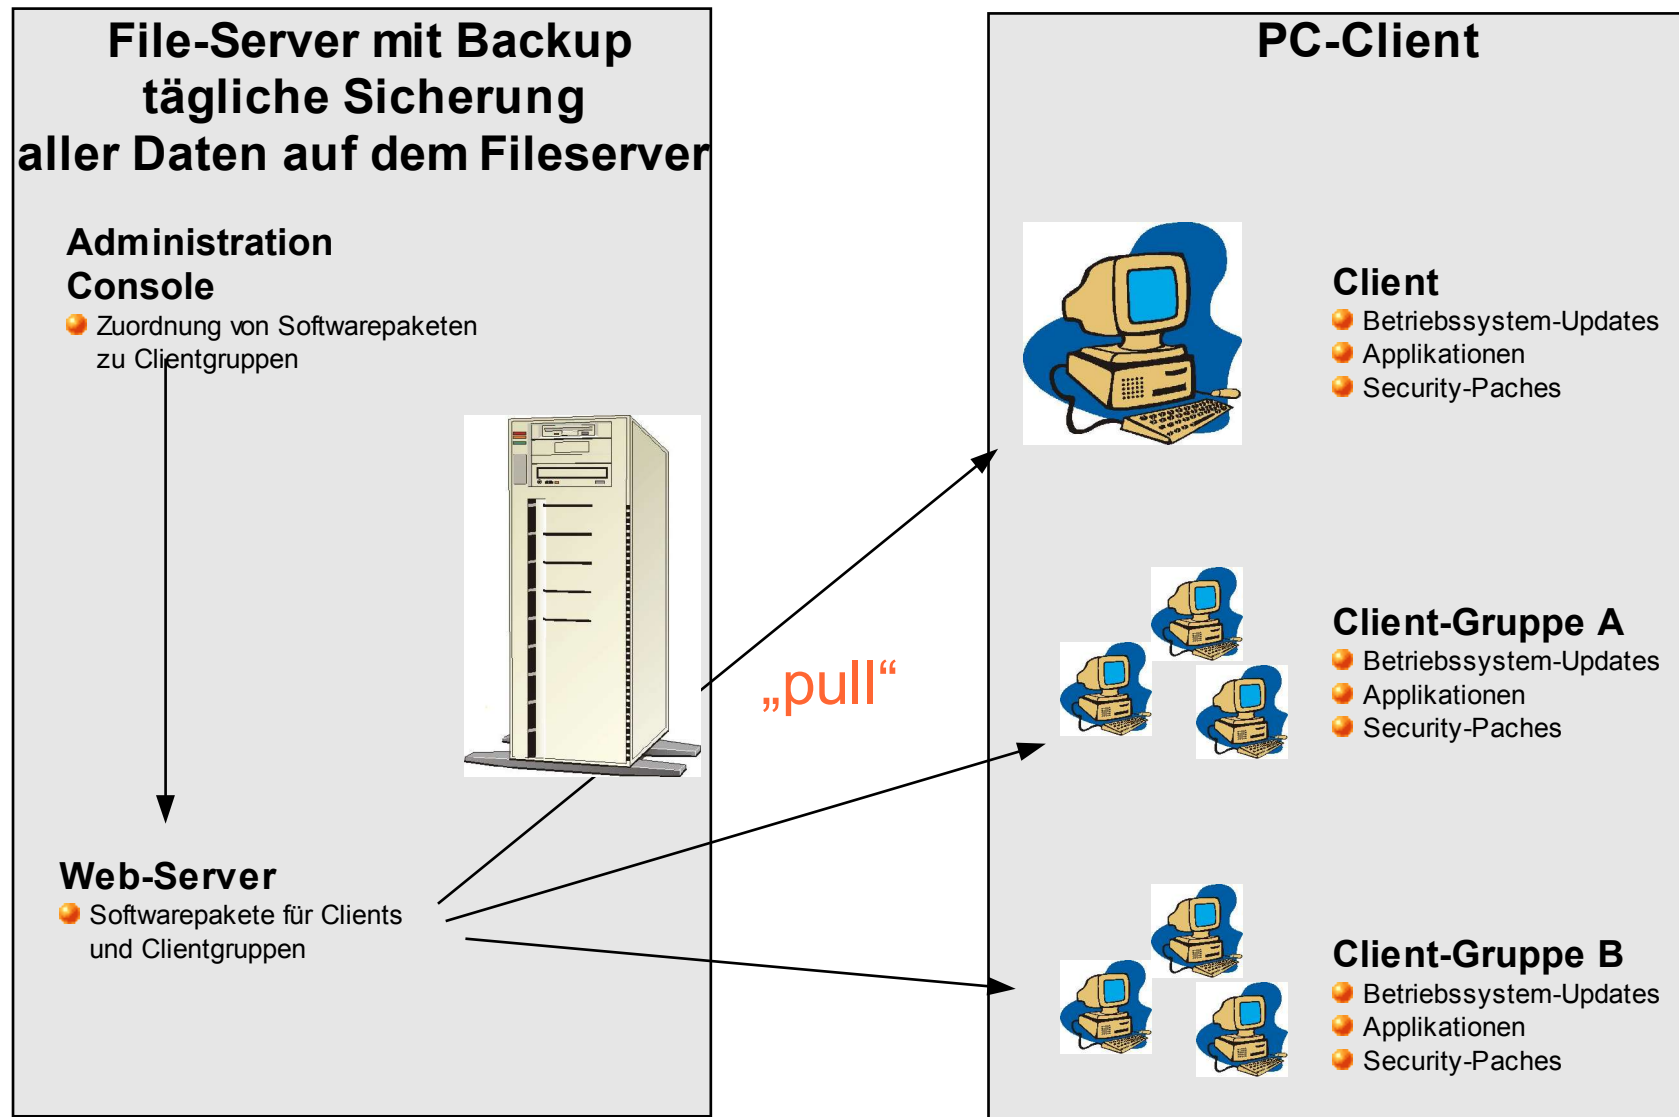 File-Server mit Backup
tägliche Sicherung
aller Daten auf dem Fileserver
Administration
Console
Zuordnung von Softwarepaketen
zu Clientgruppen
Web-Server
Softwarepakete für Clients
und Clientgruppen
„pull“
PC-Client
Client
Betriebssystem-Updates
Applikationen
Security-Paches
Client-Gruppe A
Betriebssystem-Updates
Applikationen
Security-Paches
Client-Gruppe B
Betriebssystem-Updates
Applikationen
Security-Paches